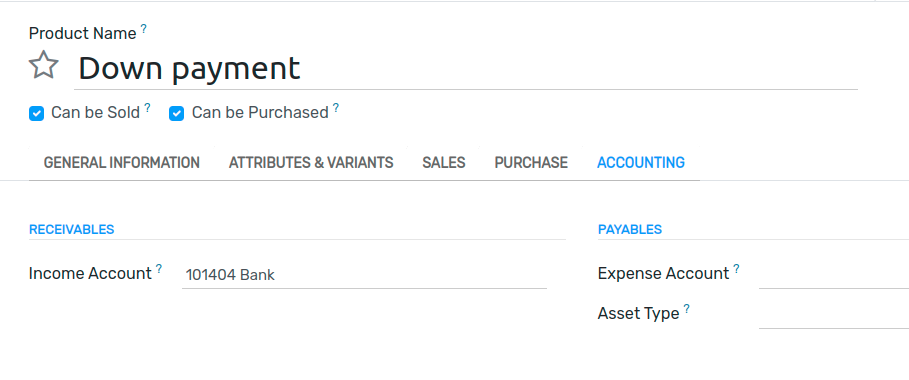 Product Name ?
Down payment
Can be Sold ? Can be Purchased ?
GENERAL INFORMATION ATTRIBUTES & VARIANTS SALES PURCHASE ACCOUNTING
RECEIVABLES PAYABLES
Income Account ? 101404 Bank Expense Account ?
Asset Type ?